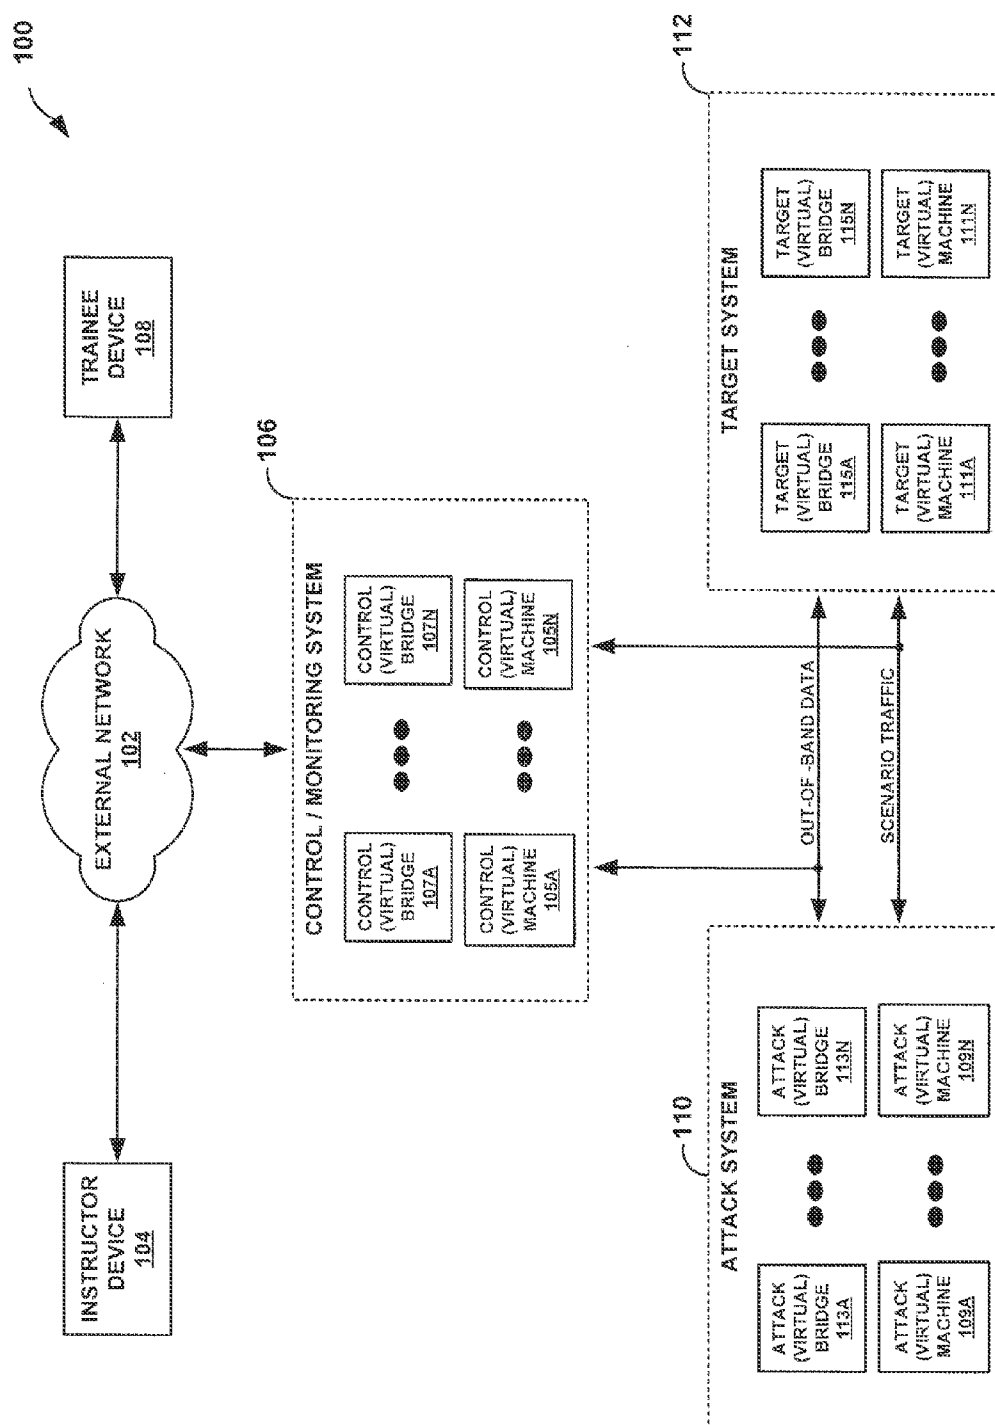 100
INSTRUCTOR
DEVICE
104
EXTERNAL NETWORK
102
TRAINEE
DEVICE
108
106
CONTROL / MONITORING SYSTEM
CONTROL
(VIRTUAL)
BRIDGE
107A
CONTROL
(VIRTUAL)
BRIDGE
107N
CONTROL
(VIRTUAL)
MACHINE
105A
CONTROL
(VIRTUAL)
MACHINE
105N
110
ATTACK SYSTEM
ATTACK
(VIRTUAL)
BRIDGE
113A
ATTACK
(VIRTUAL)
BRIDGE
113N
ATTACK
(VIRTUAL)
MACHINE
109A
ATTACK
(VIRTUAL)
MACHINE
109N
OUT-OF-BAND DATA
SCENARIO TRAFFIC
112
TARGET SYSTEM
TARGET
(VIRTUAL)
BRIDGE
115A
TARGET
(VIRTUAL)
BRIDGE
115N
TARGET
(VIRTUAL)
MACHINE
111A
TARGET
(VIRTUAL)
MACHINE
111N